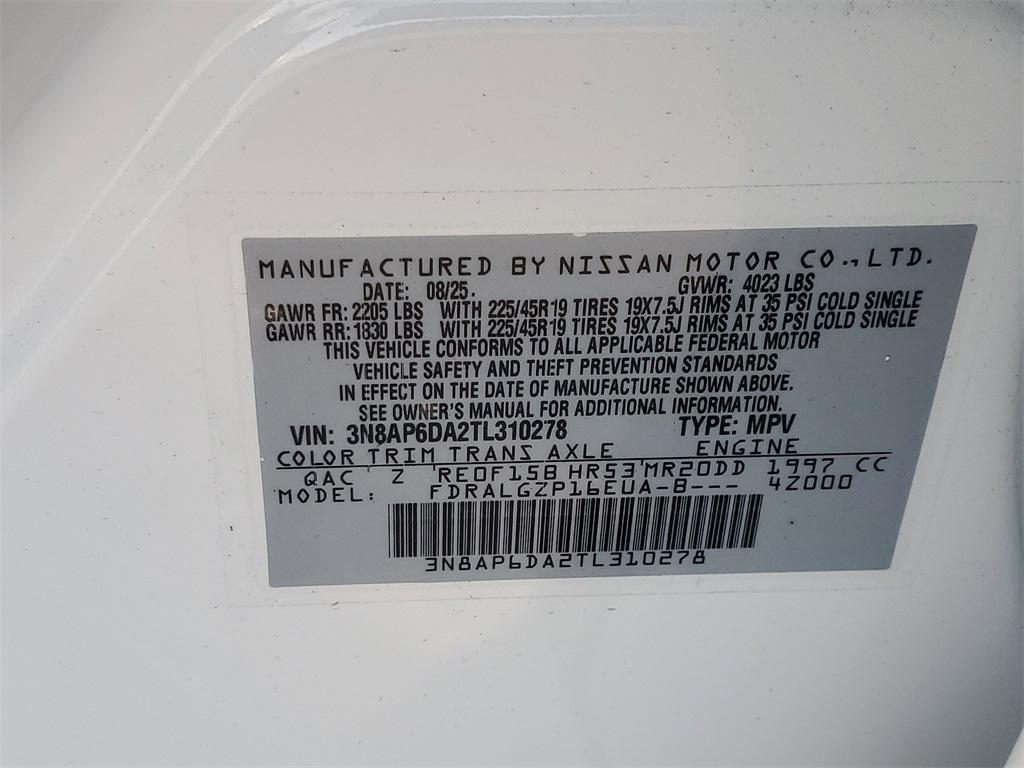 MANUFACTURED BY NISSAN MOTOR CO., LTD.
DATE: 08/25. GVWR: 4023 LBS
GAWR FR: 2205 LBS WITH 225/45R19 TIRES 19X7.5J RIMS AT 35 PSI COLD SINGLE
GAWR RR: 1830 LBS WITH 225/45R19 TIRES 19X7.5J RIMS AT 35 PSI COLD SINGLE
THIS VEHICLE CONFORMS TO ALL APPLICABLE FEDERAL MOTOR
VEHICLE SAFETY AND THEFT PREVENTION STANDARDS
IN EFFECT ON THE DATE OF MANUFACTURE SHOWN ABOVE.
SEE OWNER'S MANUAL FOR ADDITIONAL INFORMATION.
VIN: 3N8AP6DA2TL310278 TYPE: MPV
COLOR TRIM TRANS AXLE ENGINE
QAC Z RE0F15B HR53 MR20DD 1997 CC
MODEL: FDRALGZP16EUA-B--- 4Z000
3N8AP6DA2TL310278